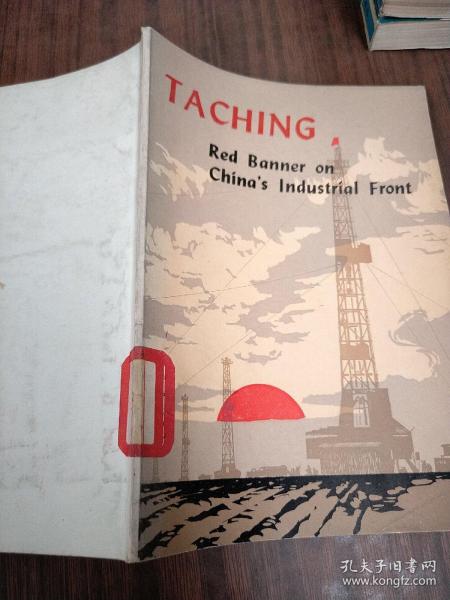 TACHING
Red Banner on
China's Industrial Front
孔夫子旧书网
www.kongfz.com